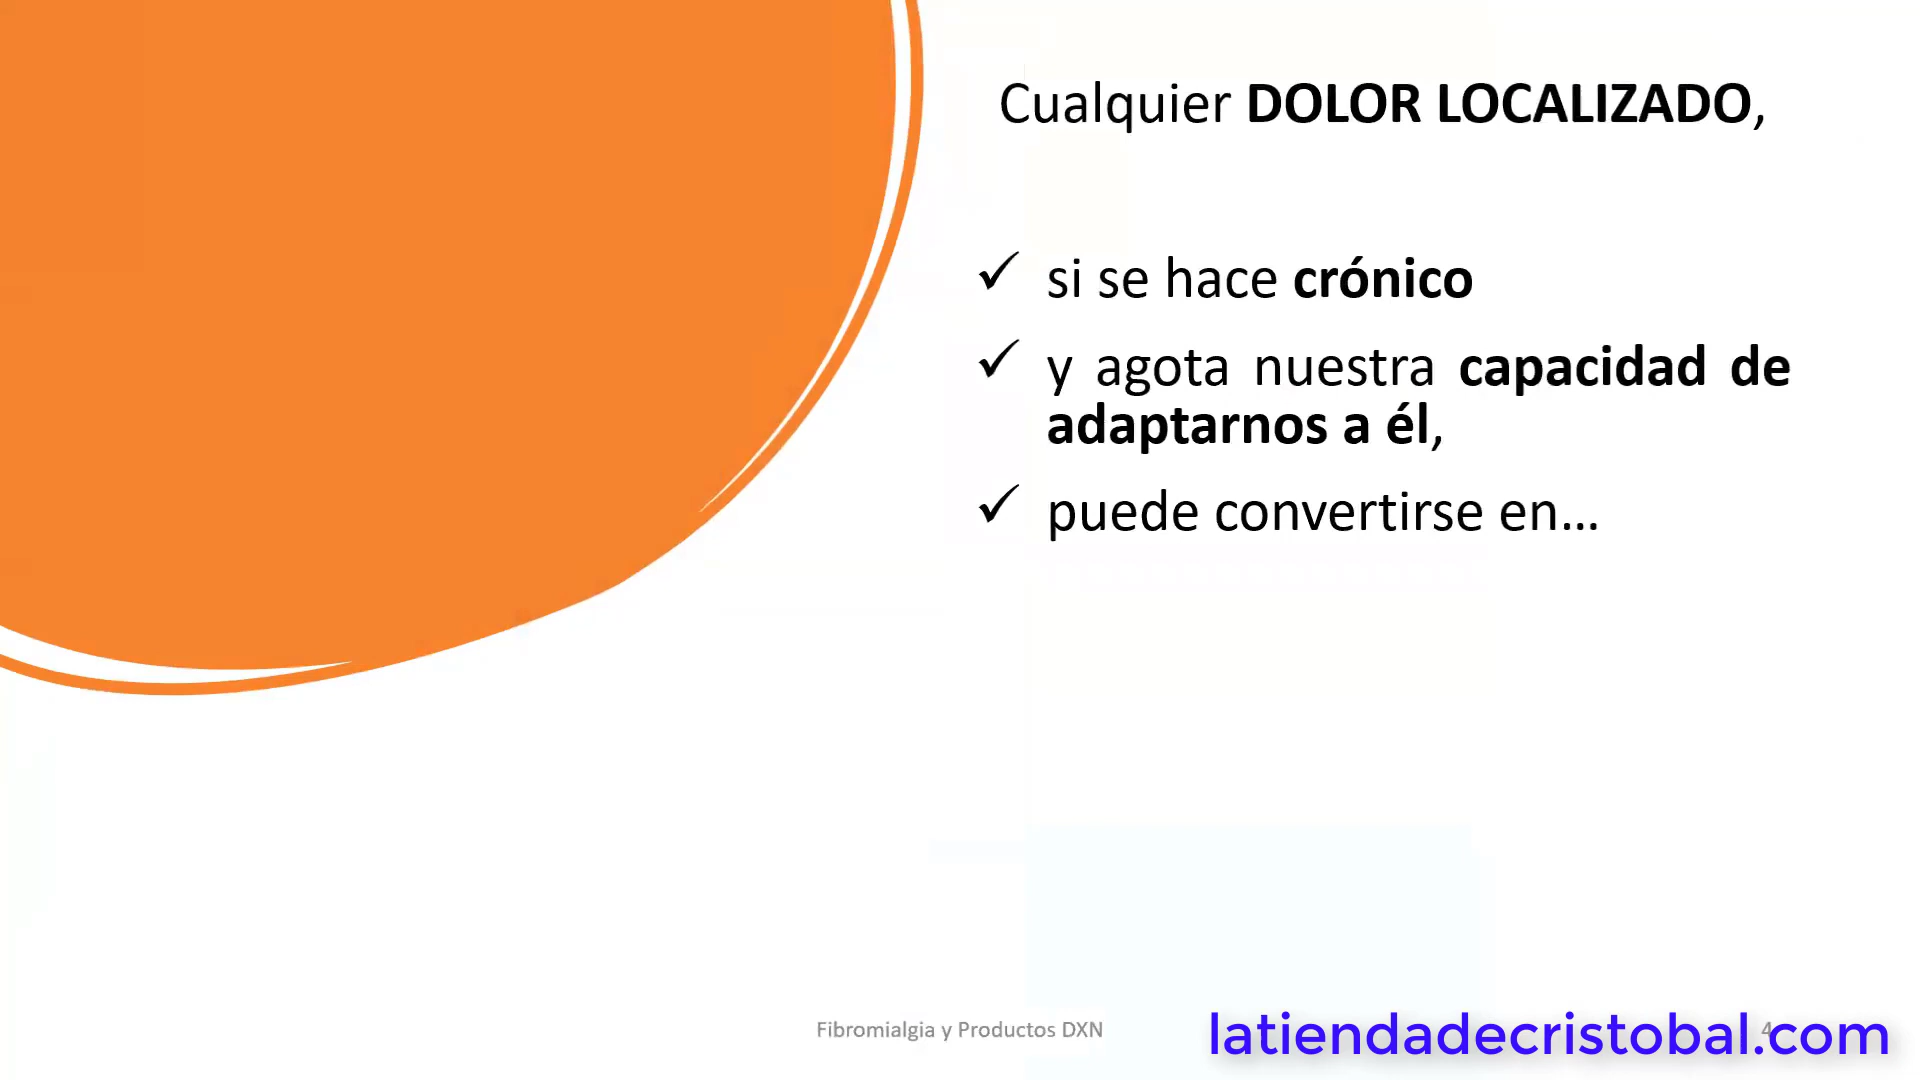 Cualquier DOLOR LOCALIZADO,
✓ si se hace crónico
✓ y agota nuestra capacidad de
adaptarnos a él,
✓ puede convertirse en...
Fibromialgia y Productos DXN
4
latiendadecristobal.com